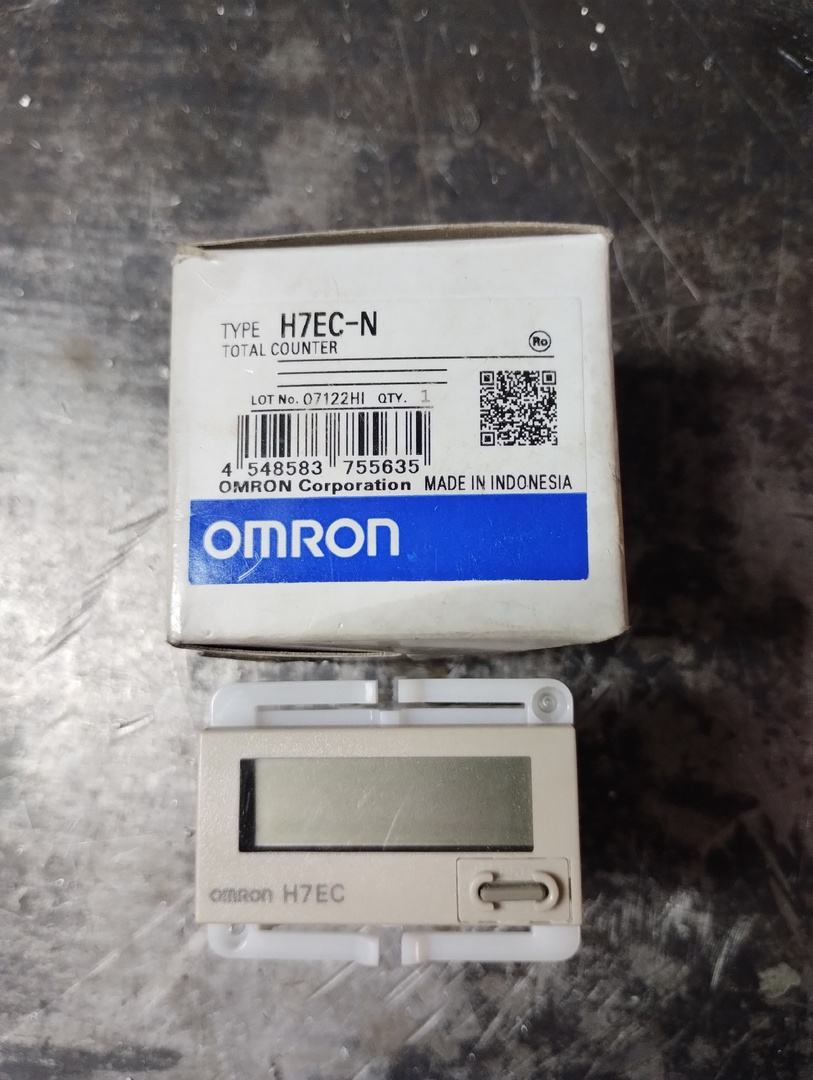 TYPE H7EC-N
TOTAL COUNTER
Ro
LOT No. 07122HI QTY. 1
4 548583 755635
OMRON Corporation MADE IN INDONESIA
OMRON
OMRON H7EC